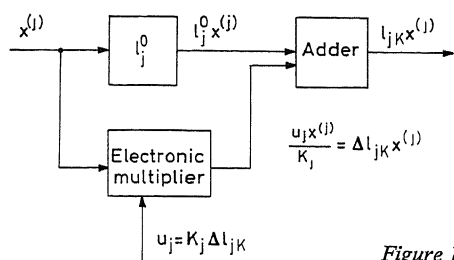 x^(j)
l_j^0
l_j^0 x^(j)
Adder
l_jK x^(j)
Electronic
multiplier
u_j x^(j) / K_j = Δl_jK x^(j)
u_j = K_j Δl_jK
Figure